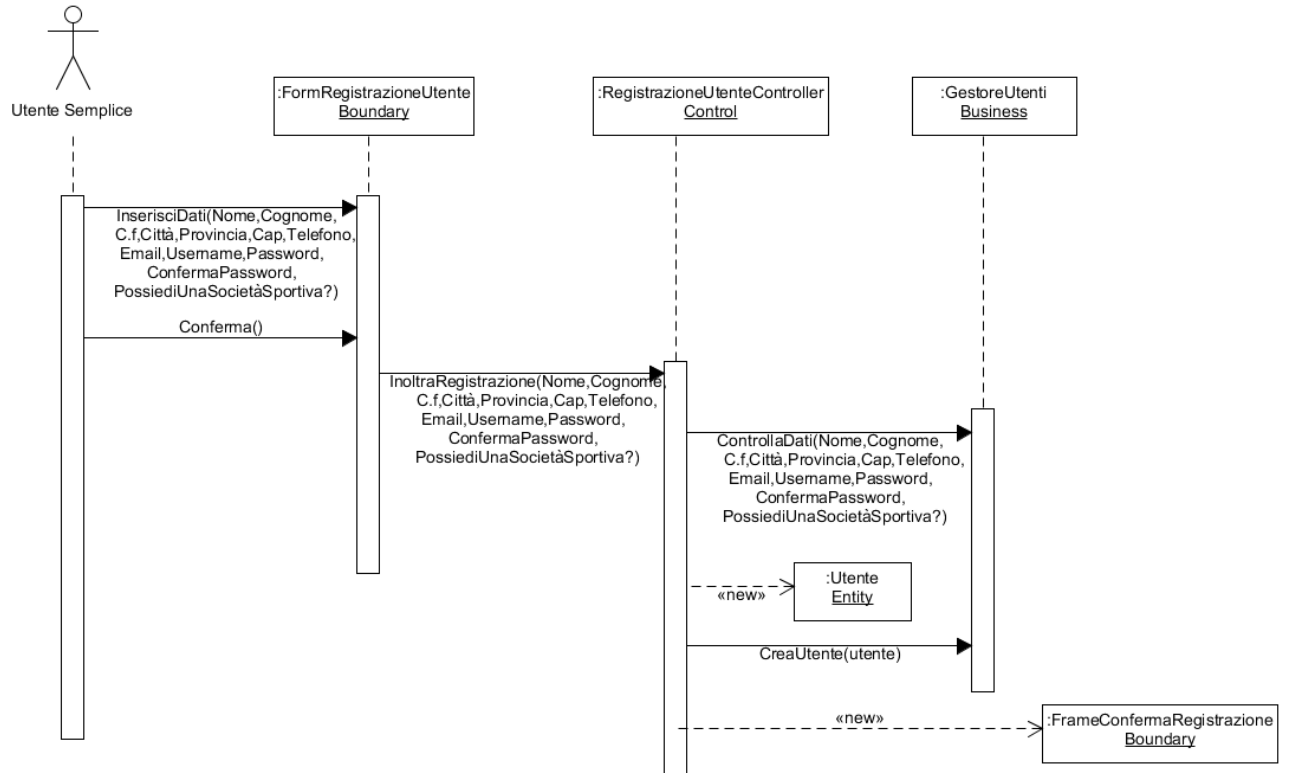 Utente Semplice
:FormRegistrazioneUtente
Boundary
:RegistrazioneUtenteController
Control
:GestoreUtenti
Business
InserisciDati(Nome,Cognome,
C.f,Città,Provincia,Cap,Telefono,
Email,Username,Password,
ConfermaPassword,
PossiediUnaSocietàSportiva?)
Conferma()
InoltraRegistrazione(Nome,Cognome,
C.f,Città,Provincia,Cap,Telefono,
Email,Username,Password,
ConfermaPassword,
PossiediUnaSocietàSportiva?)
ControllaDati(Nome,Cognome,
C.f,Città,Provincia,Cap,Telefono,
Email,Username,Password,
ConfermaPassword,
PossiediUnaSocietàSportiva?)
«new»
:Utente
Entity
CreaUtente(utente)
«new»
:FrameConfermaRegistrazione
Boundary